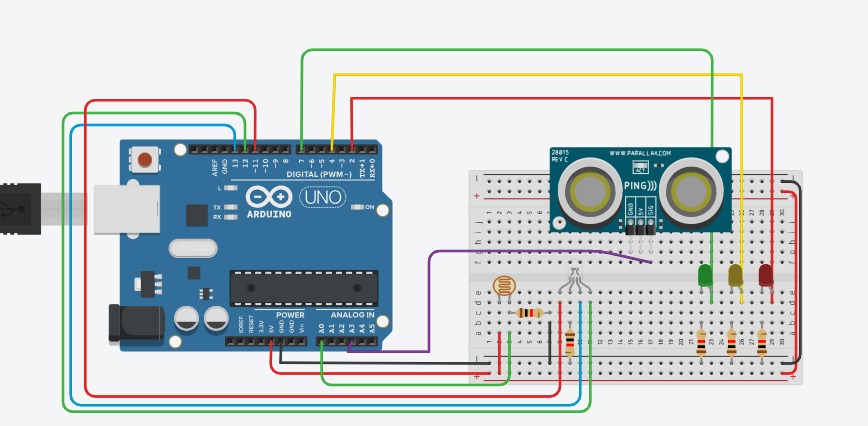 28015
REV C
WWW.PARALLAX.COM
ACT
PING)))
GND
5V
SIG
AREF
GND
13
12
~11
~10
~9
8
7
~6
~5
4
~3
2
TX→1
RX←0
DIGITAL (PWM~)
L
TX
RX
ARDUINO
UNO
ON
POWER
ANALOG IN
IOREF
RESET
3.3V
5V
GND
GND
Vin
A0
A1
A2
A3
A4
A5